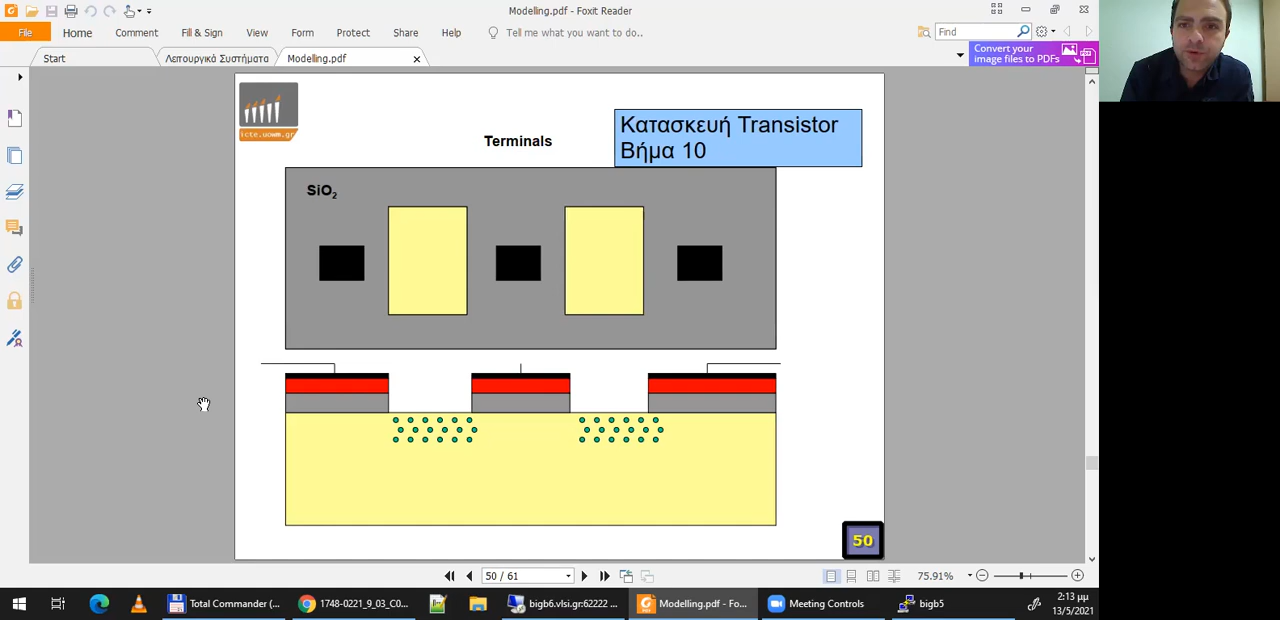 Modelling.pdf - Foxit Reader
File Home Comment Fill & Sign View Form Protect Share Help Tell me what you want to do.. Find
Start Λειτουργικά Συστήματα Modelling.pdf
Convert your
image files to PDFs
icte.uowm.gr
Terminals
Κατασκευή Transistor
Βήμα 10
SiO2
50
50 / 61 75.91%
Total Commander (... 1748-0221_9_03_C0... bigb6.vlsi.gr:62222 ... Modelling.pdf - Fo... Meeting Controls bigb5 2:13 μμ
13/5/2021